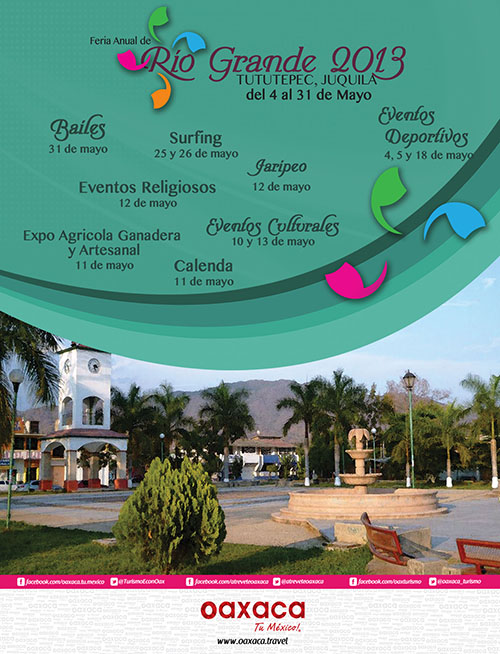 Feria Anual de
Río Grande 2013
TUTUTEPEC, JUQUILA
del 4 al 31 de Mayo
Bailes
31 de mayo
Surfing
25 y 26 de mayo
Eventos
Deportivos
4, 5 y 18 de mayo
Jaripeo
12 de mayo
Eventos Religiosos
12 de mayo
Eventos Culturales
10 y 13 de mayo
Expo Agricola Ganadera
y Artesanal
11 de mayo
Calenda
11 de mayo
facebook.com/oaxaca.tu.mexico @TurismoEconOax facebook.com/atreveteoaxaca @atreveteoaxaca facebook.com/oaxturismo @oaxaca_turismo
oaxaca
Tú México!
www.oaxaca.travel